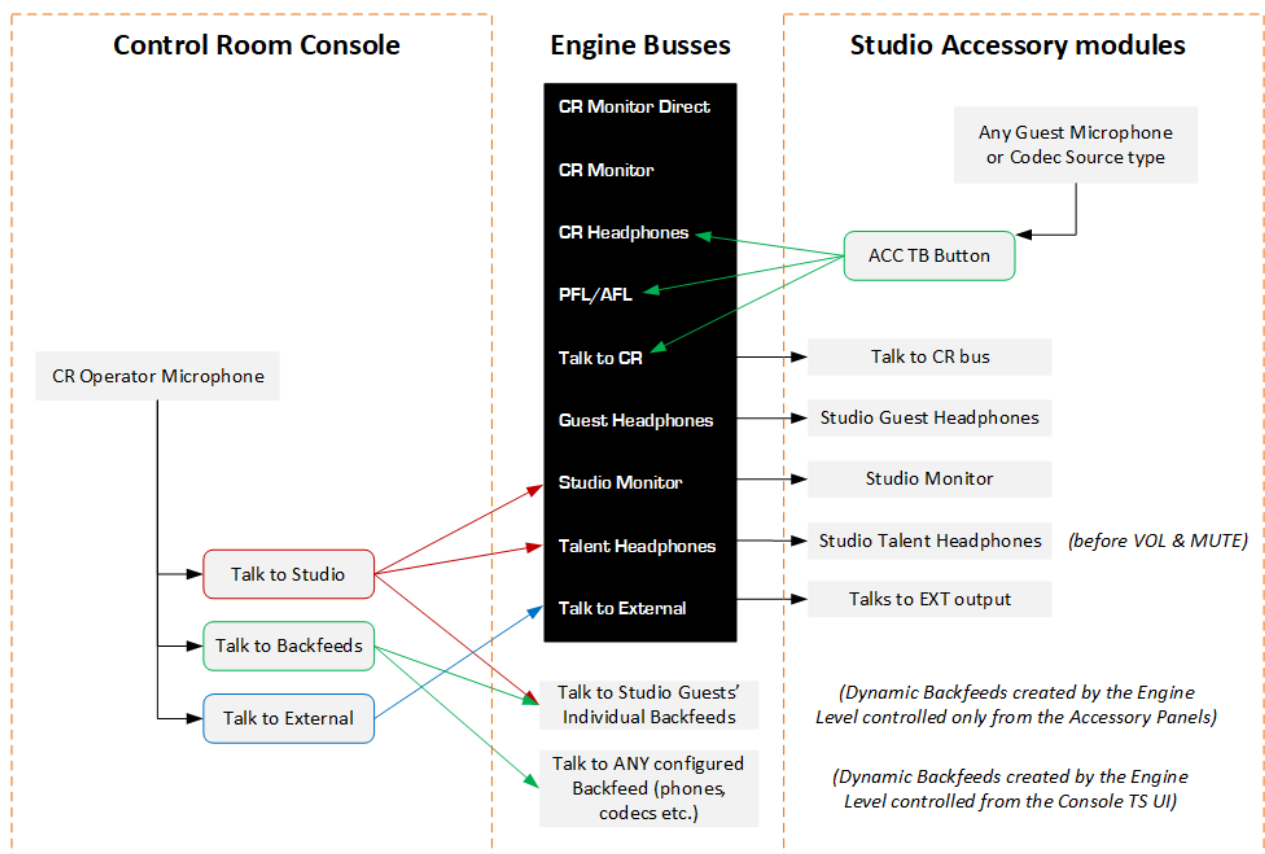 Control Room Console
Engine Busses
Studio Accessory modules
CR Monitor Direct
CR Monitor
CR Headphones
PFL/AFL
Talk to CR
Guest Headphones
Studio Monitor
Talent Headphones
Talk to External
Any Guest Microphone
or Codec Source type
ACC TB Button
CR Operator Microphone
Talk to Studio
Talk to Backfeeds
Talk to External
Talk to CR bus
Studio Guest Headphones
Studio Monitor
Studio Talent Headphones
(before VOL & MUTE)
Talks to EXT output
Talk to Studio Guests’
Individual Backfeeds
(Dynamic Backfeeds created by the Engine
Level controlled only from the Accessory Panels)
Talk to ANY configured
Backfeed (phones,
codecs etc.)
(Dynamic Backfeeds created by the Engine
Level controlled from the Console TS UI)